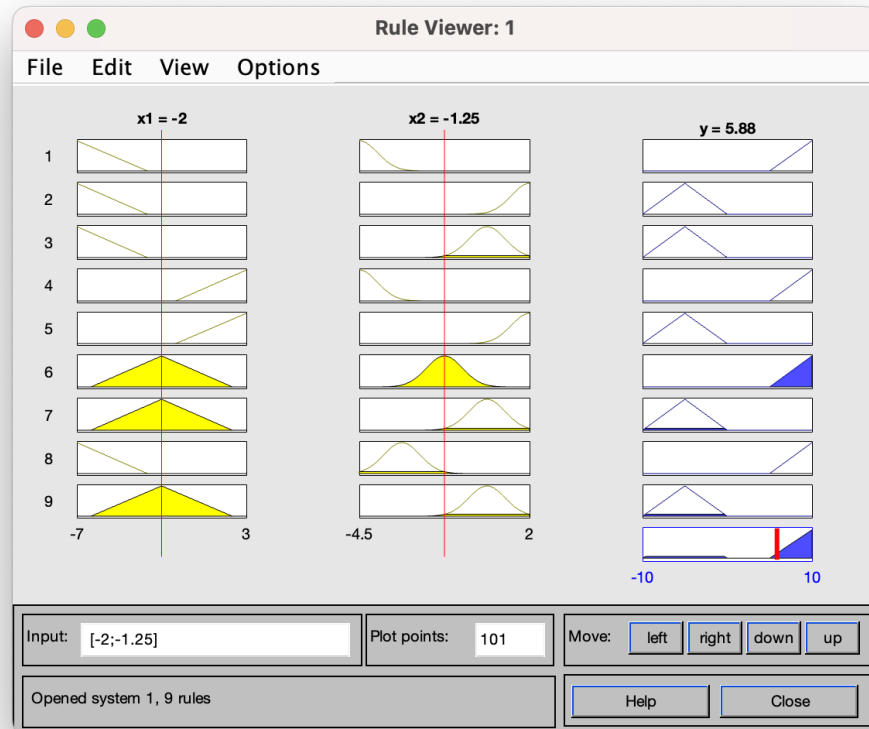 Rule Viewer: 1
File Edit View Options
x1 = -2 x2 = -1.25 y = 5.88
1
2
3
4
5
6
7
8
9
-7 3 -4.5 2
-10 10
Input: [-2;-1.25] Plot points: 101 Move: left right down up
Opened system 1, 9 rules Help Close